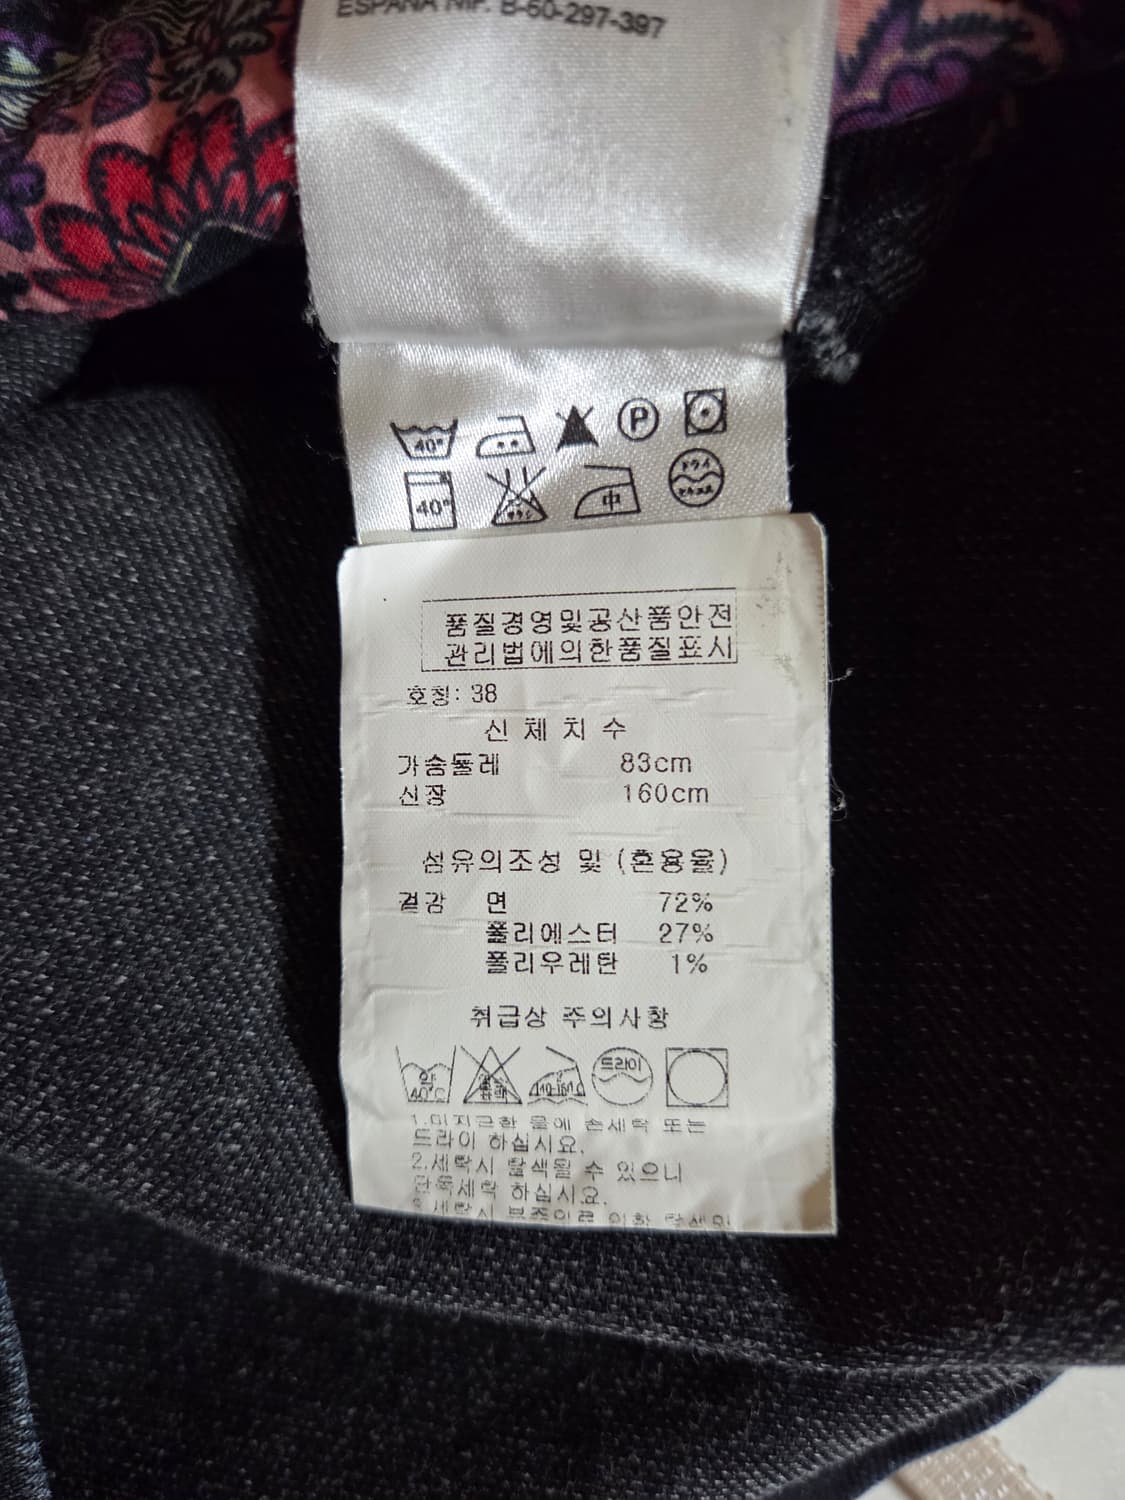 ESPAÑA NIF. B-60-297-397
40°
P
40°
中
ドライ
품질경영및공산품안전
관리법에의한품질표시
호칭: 38
신 체 치 수
가슴둘레 83cm
신장 160cm
섬유의조성 및 (혼용율)
겉감 면 72%
폴리에스터 27%
폴리우레탄 1%
취급상 주의사항
약 40°C
드라이
1.미지근한 물에 손세탁 또는
드라이 하십시요.
2.세탁시 탈색될 수 있으니
단독세탁 하십시요.